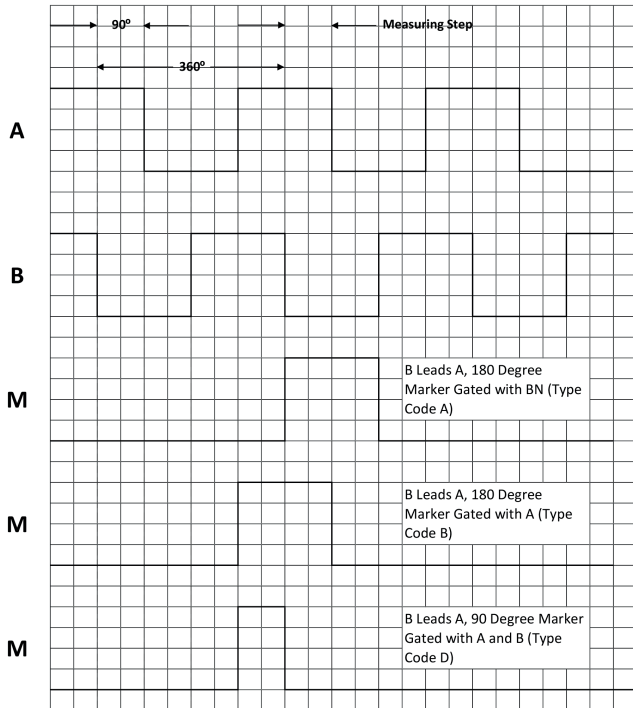 90º
Measuring Step
360º
A
B
M
B Leads A, 180 Degree
Marker Gated with BN (Type
Code A)
M
B Leads A, 180 Degree
Marker Gated with A (Type
Code B)
M
B Leads A, 90 Degree Marker
Gated with A and B (Type
Code D)